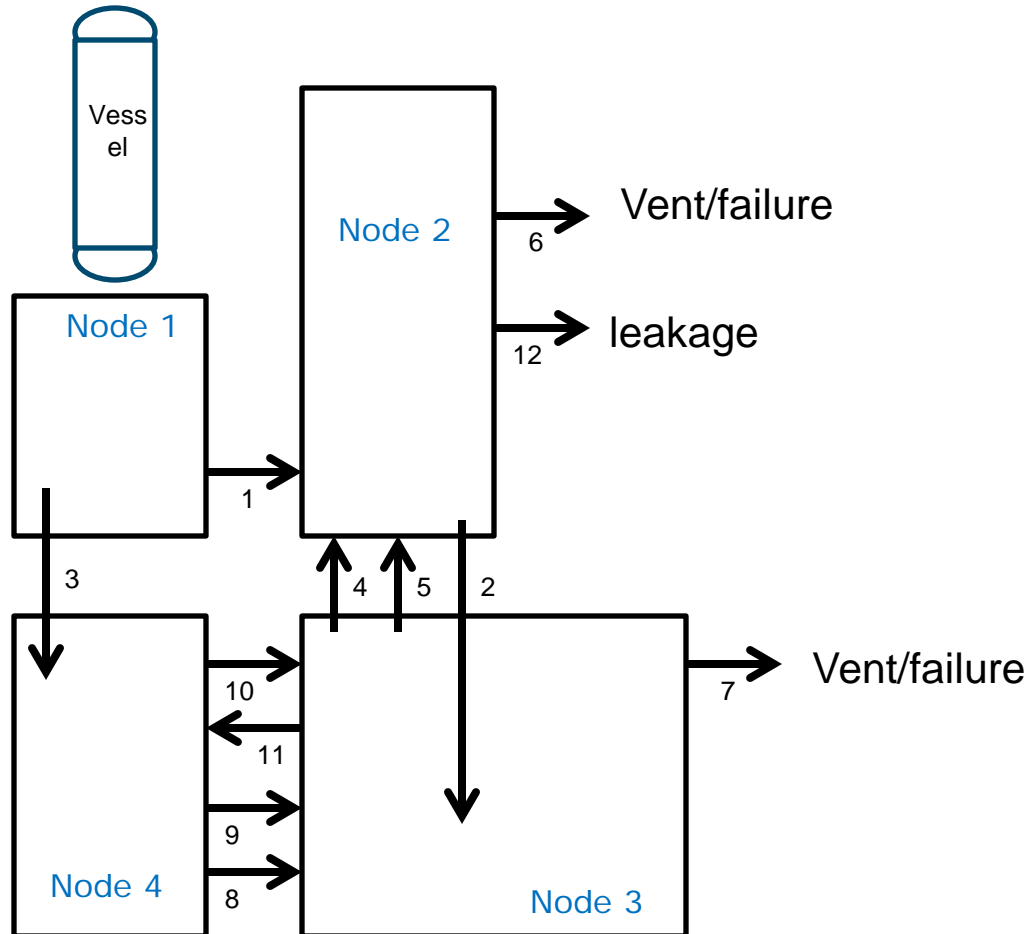 Vess
el
Node 1
Node 2
Vent/failure
6
leakage
12
1
3
4
5
2
10
11
9
8
7
Vent/failure
Node 4
Node 3